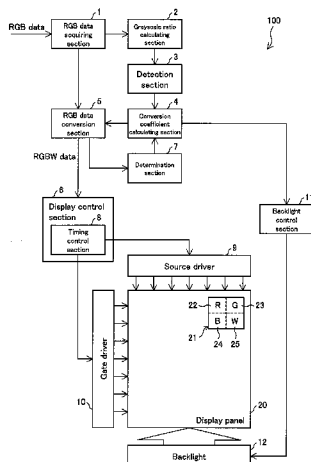 1
2
100
RGB data
RGB data
acquiring
section
Grayscale ratio
calculating
section
3
Detection
section
5
4
RGB data
conversion
section
Conversion
coefficient
calculating section
7
RGBW data
Determination
section
6
11
Display control
section
8
Timing
control
section
Backlight
control
section
9
Source driver
22
R
G
23
21
B
W
24
25
Gate driver
10
20
Display panel
12
Backlight